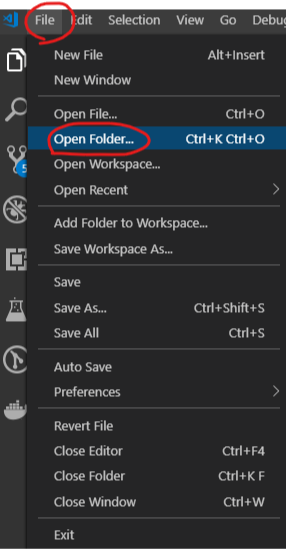 File Edit Selection View Go Debu
New File Alt+Insert
New Window
Open File... Ctrl+O
Open Folder... Ctrl+K Ctrl+O
Open Workspace...
Open Recent
Add Folder to Workspace...
Save Workspace As...
Save
Save As... Ctrl+Shift+S
Save All Ctrl+S
Auto Save
Preferences
Revert File
Close Editor Ctrl+F4
Close Folder Ctrl+K F
Close Window Ctrl+W
Exit
5